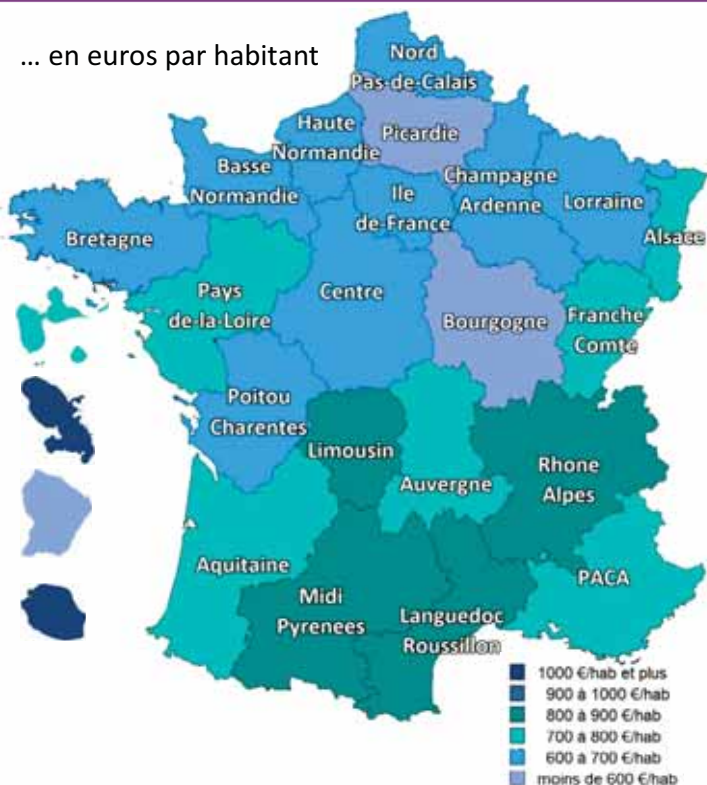 ... en euros par habitant
Nord
Pas-de-Calais
Haute
Normandie
Picardie
Basse
Normandie
Champagne
Ardenne
Ile
de-France
Lorraine
Alsace
Bretagne
Pays
de-la-Loire
Centre
Bourgogne
Franche
Comte
Poitou
Charentes
Limousin
Auvergne
Rhone
Alpes
Aquitaine
Midi
Pyrenees
Languedoc
Roussillon
PACA
1000 €/hab et plus
900 à 1000 €/hab
800 à 900 €/hab
700 à 800 €/hab
600 à 700 €/hab
moins de 600 €/hab